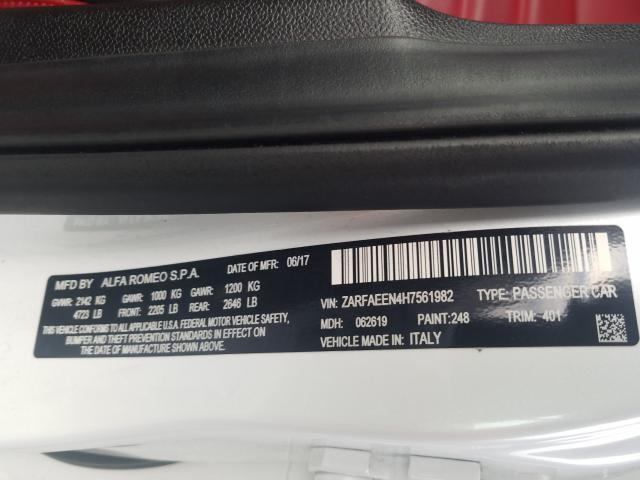 MFD BY ALFA ROMEO S.P.A. DATE OF MFR 06/17
GVWR: 2142 KG GAWR: 1000 KG GAWR: 1200 KG
4723 LB FRONT: 2205 LB REAR: 2646 LB
THIS VEHICLE CONFORMS TO ALL APPLICABLE U.S.A. FEDERAL MOTOR VEHICLE SAFETY,
BUMPER AND THEFT PREVENTION STANDARDS IN EFFECT ON
THE DATE OF MANUFACTURE SHOWN ABOVE.
VIN: ZARFAEEN4H7561982 TYPE: PASSENGER CAR
MDH: 062619 PAINT: 248 TRIM: 401
VEHICLE MADE IN: ITALY